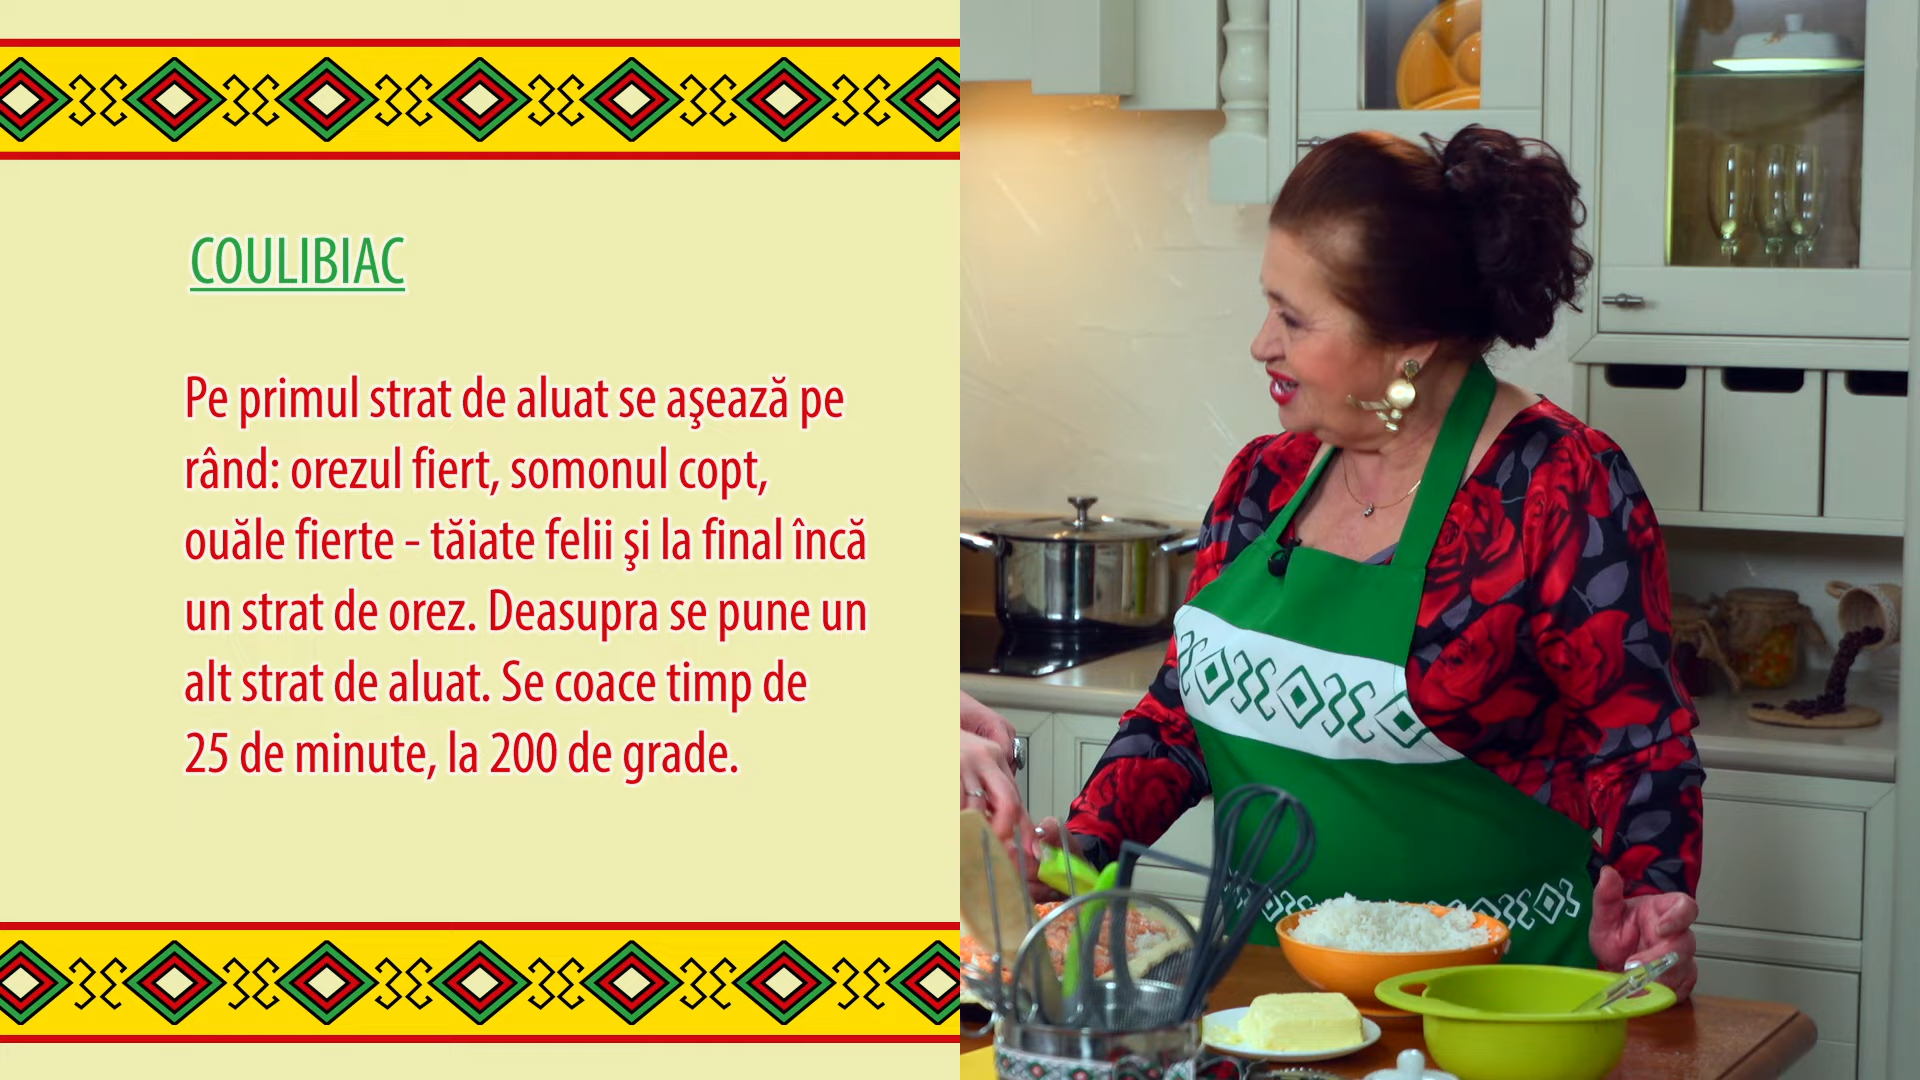 COULIBIAC
Pe primul strat de aluat se aşează pe
rând: orezul fiert, somonul copt,
ouăle fierte - tăiate felii şi la final încă
un strat de orez. Deasupra se pune un
alt strat de aluat. Se coace timp de
25 de minute, la 200 de grade.